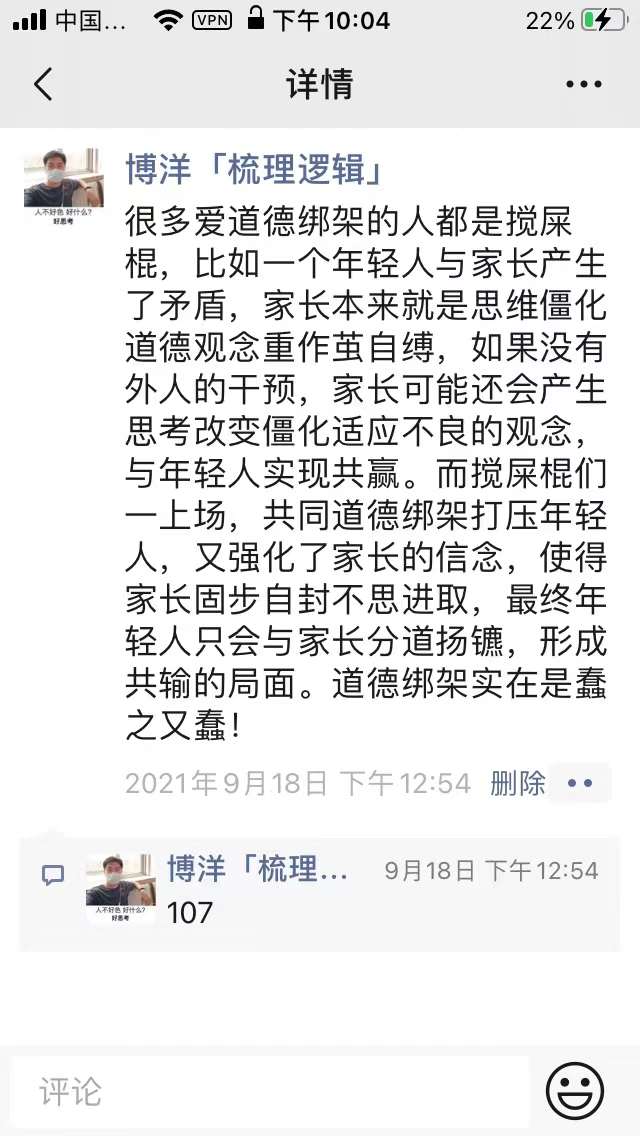 中国... VPN 下午10:04 22%
详情
博洋「梳理逻辑」
人不好色 好什么?
好思考
很多爱道德绑架的人都是搅屎
棍，比如一个年轻人与家长产生
了矛盾，家长本来就是思维僵化
道德观念重作茧自缚，如果没有
外人的干预，家长可能还会产生
思考改变僵化适应不良的观念，
与年轻人实现共赢。而搅屎棍们
一上场，共同道德绑架打压年轻
人，又强化了家长的信念，使得
家长固步自封不思进取，最终年
轻人只会与家长分道扬镳，形成
共输的局面。道德绑架实在是蠢
之又蠢！
2021年9月18日 下午12:54 删除
博洋「梳理... 9月18日 下午12:54
人不好色 好什么?
好思考
107
评论